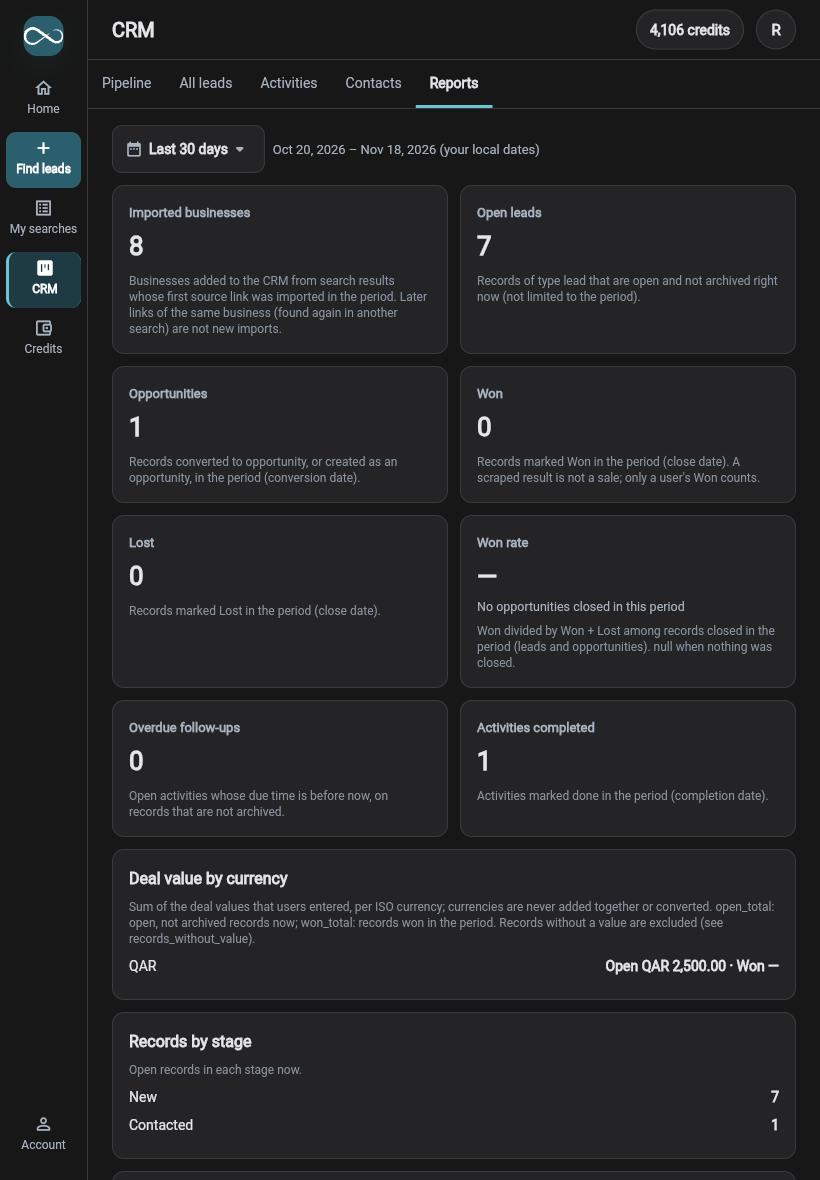 CRM
4,106 credits
R
Home
Find leads
My searches
CRM
Credits
Account
Pipeline
All leads
Activities
Contacts
Reports
Last 30 days
Oct 20, 2026 – Nov 18, 2026 (your local dates)
Imported businesses
8
Businesses added to the CRM from search results
whose first source link was imported in the period. Later
links of the same business (found again in another
search) are not new imports.
Open leads
7
Records of type lead that are open and not archived right
now (not limited to the period).
Opportunities
1
Records converted to opportunity, or created as an
opportunity, in the period (conversion date).
Won
0
Records marked Won in the period (close date). A
scraped result is not a sale; only a user's Won counts.
Lost
0
Records marked Lost in the period (close date).
Won rate
—
No opportunities closed in this period
Won divided by Won + Lost among records closed in the
period (leads and opportunities). null when nothing was
closed.
Overdue follow-ups
0
Open activities whose due time is before now, on
records that are not archived.
Activities completed
1
Activities marked done in the period (completion date).
Deal value by currency
Sum of the deal values that users entered, per ISO currency; currencies are never added together or converted. open_total:
open, not archived records now; won_total: records won in the period. Records without a value are excluded (see
records_without_value).
QAR
Open QAR 2,500.00 · Won —
Records by stage
Open records in each stage now.
New
7
Contacted
1